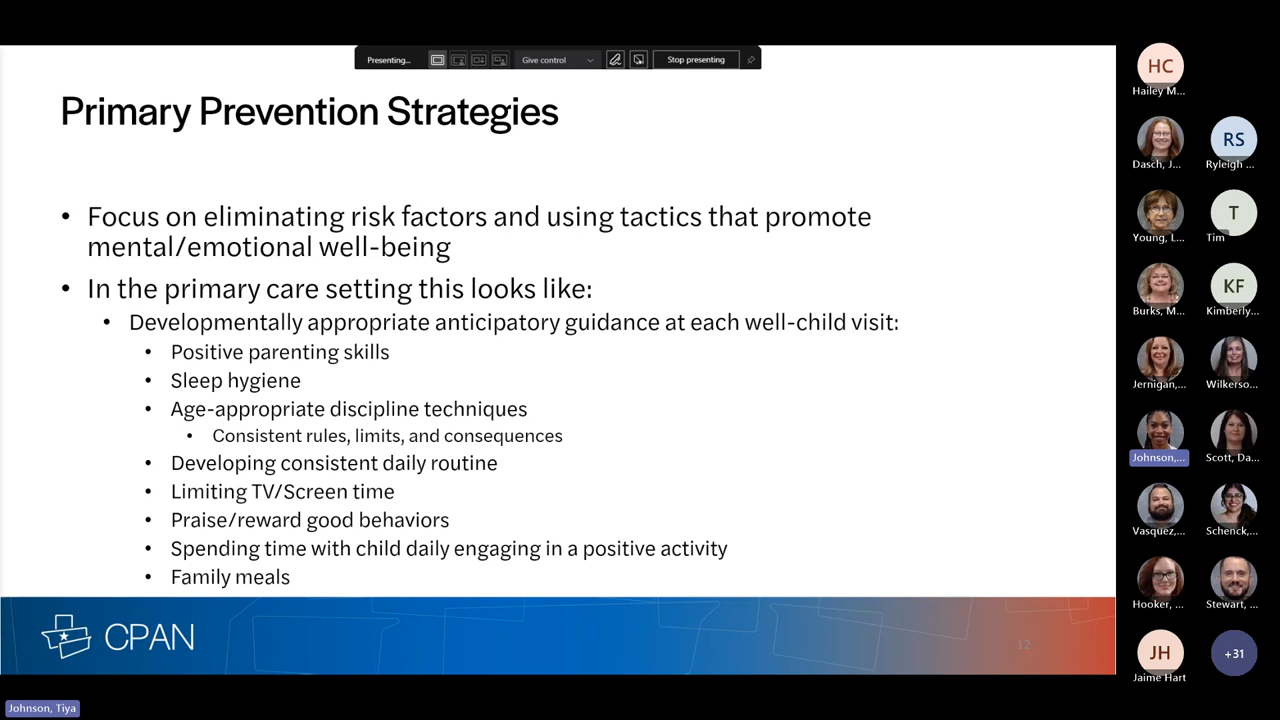 Presenting...
Give control
Stop presenting
Primary Prevention Strategies
• Focus on eliminating risk factors and using tactics that promote
mental/emotional well-being
• In the primary care setting this looks like:
• Developmentally appropriate anticipatory guidance at each well-child visit:
• Positive parenting skills
• Sleep hygiene
• Age-appropriate discipline techniques
• Consistent rules, limits, and consequences
• Developing consistent daily routine
• Limiting TV/Screen time
• Praise/reward good behaviors
• Spending time with child daily engaging in a positive activity
• Family meals
CPAN
12
HC
Hailey M...
Dasch, J...
RS
Ryleigh ...
Young, L...
T
Tim
Burks, M...
KF
Kimberly...
Jernigan,...
Wilkerso...
Johnson,...
Scott, Da...
Vasquez,...
Schenck,...
Hooker, ...
Stewart, ...
JH
Jaime Hart
+31
Johnson, Tiya